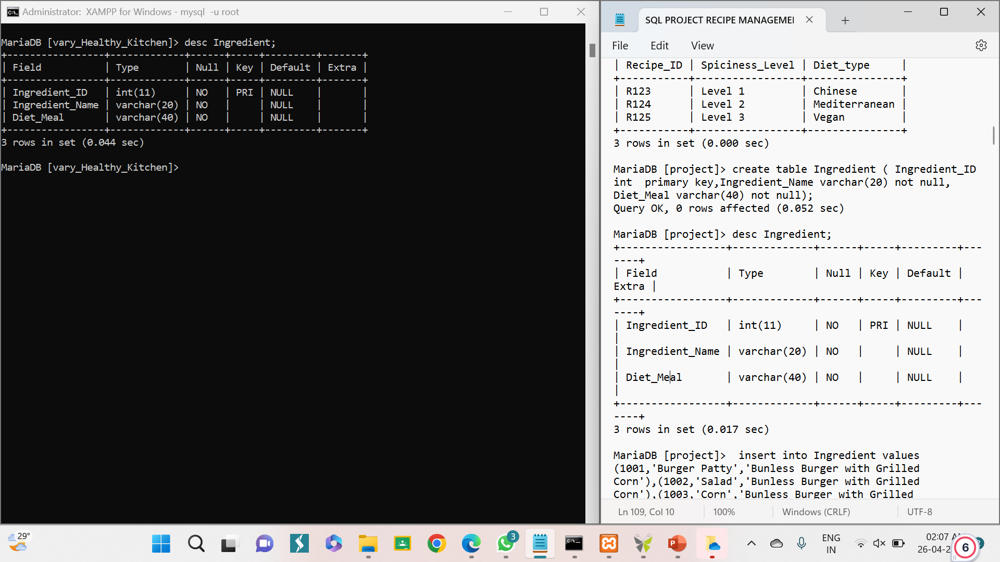 Administrator:  XAMPP for Windows - mysql  -u root
MariaDB [vary_Healthy_Kitchen]> desc Ingredient;
+-----------------+-------------+------+-----+---------+-------+
| Field           | Type        | Null | Key | Default | Extra |
+-----------------+-------------+------+-----+---------+-------+
| Ingredient_ID   | int(11)     | NO   | PRI | NULL    |       |
| Ingredient_Name | varchar(20) | NO   |     | NULL    |       |
| Diet_Meal       | varchar(40) | NO   |     | NULL    |       |
+-----------------+-------------+------+-----+---------+-------+
3 rows in set (0.044 sec)
MariaDB [vary_Healthy_Kitchen]>
SQL PROJECT RECIPE MANAGEME
File Edit View
| Recipe_ID | Spiciness_Level | Diet_type     |
+-----------+-----------------+---------------+
| R123      | Level 1         | Chinese       |
| R124      | Level 2         | Mediterranean |
| R125      | Level 3         | Vegan         |
+-----------+-----------------+---------------+
3 rows in set (0.000 sec)
MariaDB [project]> create table Ingredient ( Ingredient_ID
int  primary key,Ingredient_Name varchar(20) not null,
Diet_Meal varchar(40) not null);
Query OK, 0 rows affected (0.052 sec)
MariaDB [project]> desc Ingredient;
+-----------------+-------------+------+-----+---------+---
----+
| Field           | Type        | Null | Key | Default |
Extra |
+-----------------+-------------+------+-----+---------+---
----+
| Ingredient_ID   | int(11)     | NO   | PRI | NULL    |
|
| Ingredient_Name | varchar(20) | NO   |     | NULL    |
|
| Diet_Meal       | varchar(40) | NO   |     | NULL    |
|
+-----------------+-------------+------+-----+---------+---
----+
3 rows in set (0.017 sec)
MariaDB [project]>  insert into Ingredient values
(1001,'Burger Patty','Bunless Burger with Grilled
Corn'),(1002,'Salad','Bunless Burger with Grilled
Corn'),(1003,'Corn','Bunless Burger with Grilled
Ln 109, Col 10 100% Windows (CRLF) UTF-8
29°
3
ENG
IN
02:07
26-04-2
6